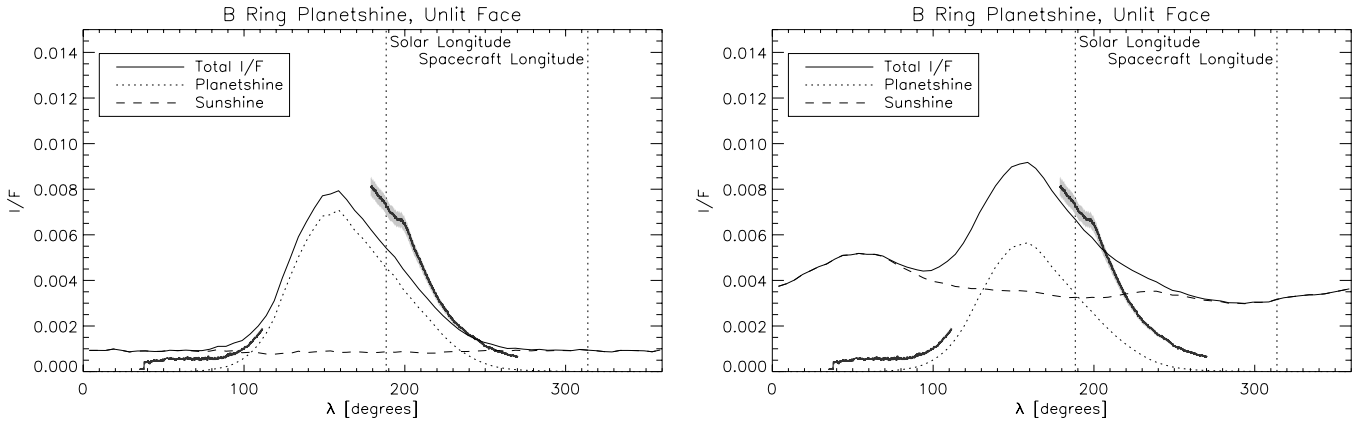 B Ring Planetshine, Unlit Face
Solar Longitude
Spacecraft Longitude
Total I/F
Planetshine
Sunshine
0.014
0.012
0.010
0.008
0.006
0.004
0.002
0.000
I/F
0
100
200
300
λ [degrees]
B Ring Planetshine, Unlit Face
Solar Longitude
Spacecraft Longitude
Total I/F
Planetshine
Sunshine
0.014
0.012
0.010
0.008
0.006
0.004
0.002
0.000
I/F
0
100
200
300
λ [degrees]